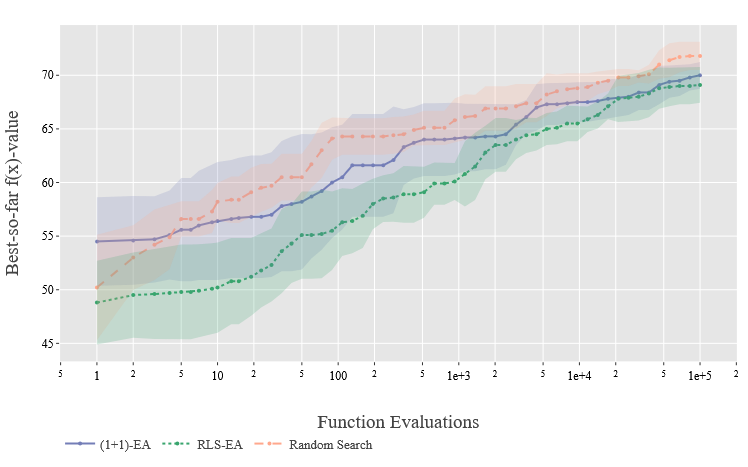 Best-so-far f(x)-value
70
65
60
55
50
45
5 1 2 5 10 2 5 100 2 5 1e+3 2 5 1e+4 2 5 1e+5 2
Function Evaluations
(1+1)-EA RLS-EA Random Search